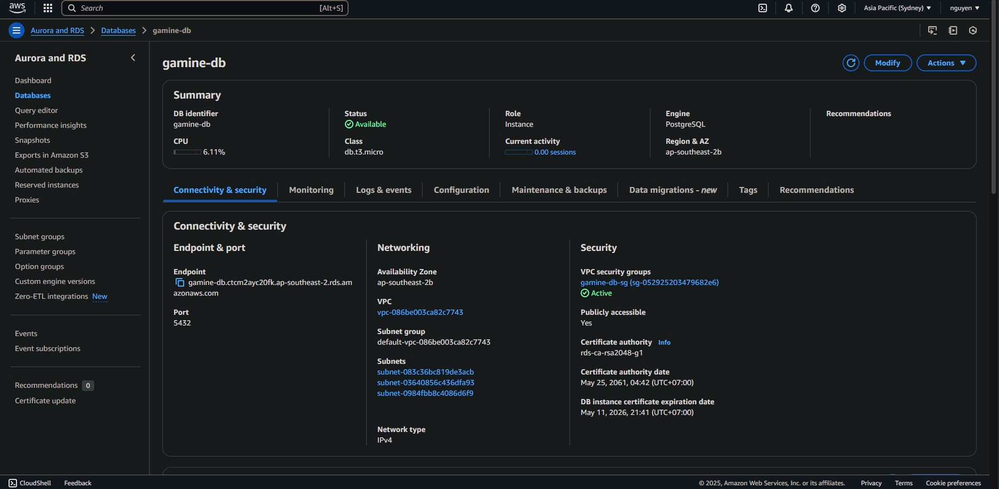 aws
Search
[Alt+S]
Asia Pacific (Sydney)
nguyen
Aurora and RDS
Databases
gamine-db
Aurora and RDS
Dashboard
Databases
Query editor
Performance insights
Snapshots
Exports in Amazon S3
Automated backups
Reserved instances
Proxies
Subnet groups
Parameter groups
Option groups
Custom engine versions
Zero-ETL integrations New
Events
Event subscriptions
Recommendations 0
Certificate update
gamine-db
Modify
Actions
Summary
DB identifier
gamine-db
CPU
6.11%
Status
Available
Class
db.t3.micro
Role
Instance
Current activity
0.00 sessions
Engine
PostgreSQL
Region & AZ
ap-southeast-2b
Recommendations
Connectivity & security
Monitoring
Logs & events
Configuration
Maintenance & backups
Data migrations - new
Tags
Recommendations
Connectivity & security
Endpoint & port
Endpoint
gamine-db.ctcm2ayc20fk.ap-southeast-2.rds.am
azonaws.com
Port
5432
Networking
Availability Zone
ap-southeast-2b
VPC
vpc-086be003ca82c7743
Subnet group
default-vpc-086be003ca82c7743
Subnets
subnet-083c36bc819de3acb
subnet-03640856c436dfa93
subnet-0984fbb8c4086d6f9
Network type
IPv4
Security
VPC security groups
gamine-db-sg (sg-052925203479682e6)
Active
Publicly accessible
Yes
Certificate authority Info
rds-ca-rsa2048-g1
Certificate authority date
May 25, 2061, 04:42 (UTC+07:00)
DB instance certificate expiration date
May 11, 2026, 21:41 (UTC+07:00)
CloudShell
Feedback
© 2025, Amazon Web Services, Inc. or its affiliates.
Privacy
Terms
Cookie preferences